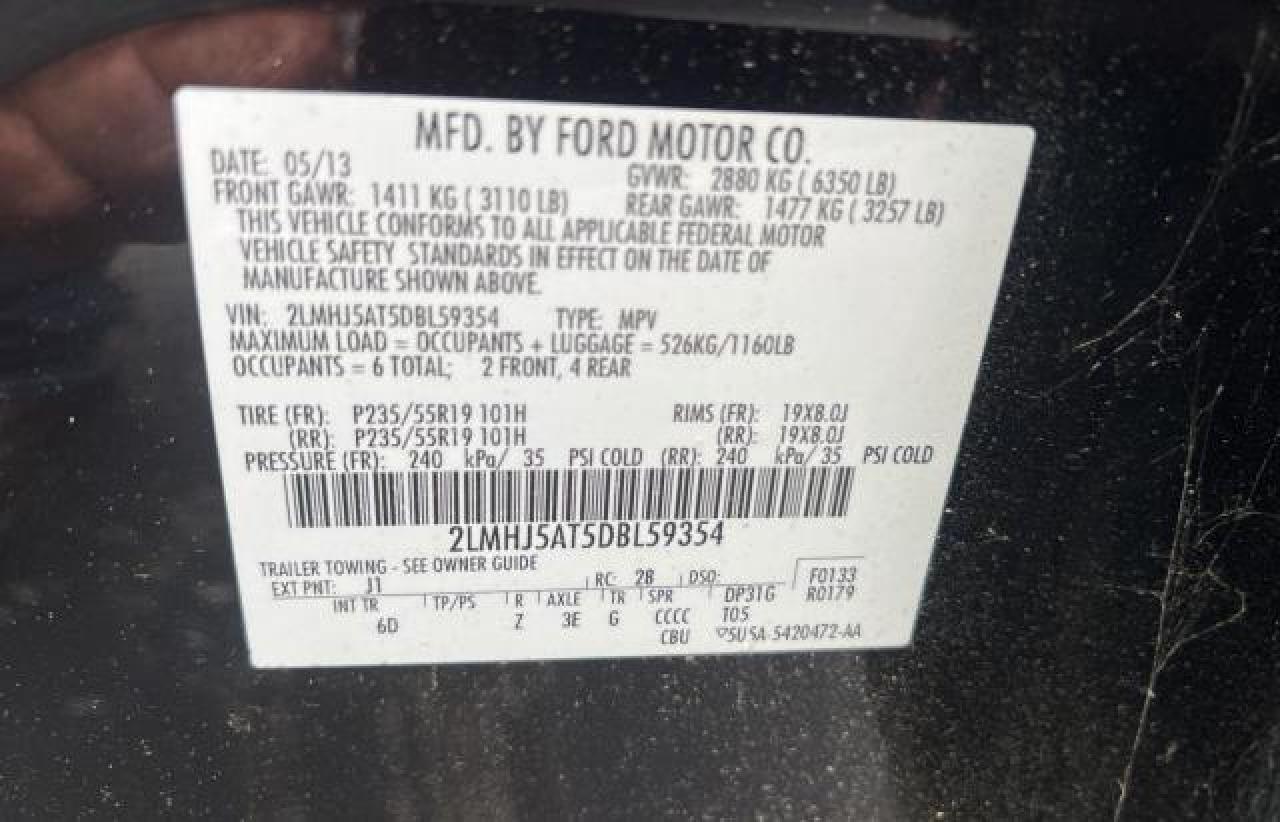 MFD. BY FORD MOTOR CO.
DATE: 05/13 GVWR: 2880 KG ( 6350 LB)
FRONT GAWR: 1411 KG ( 3110 LB) REAR GAWR: 1477 KG ( 3257 LB)
THIS VEHICLE CONFORMS TO ALL APPLICABLE FEDERAL MOTOR
VEHICLE SAFETY STANDARDS IN EFFECT ON THE DATE OF
MANUFACTURE SHOWN ABOVE.
VIN: 2LMHJ5AT5DBL59354 TYPE: MPV
MAXIMUM LOAD = OCCUPANTS + LUGGAGE = 526KG/1160LB
OCCUPANTS = 6 TOTAL; 2 FRONT, 4 REAR
TIRE (FR): P235/55R19 101H RIMS (FR): 19X8.0J
(RR): P235/55R19 101H (RR): 19X8.0J
PRESSURE (FR): 240 kPa/ 35 PSI COLD (RR): 240 kPa/ 35 PSI COLD
2LMHJ5AT5DBL59354
TRAILER TOWING - SEE OWNER GUIDE
EXT PNT: J1 RC: 28 DSO: F0133
INT TR TP/PS R AXLE TR SPR DP3TG R0179
6D Z 3E G CCCC T05
CBU 5USA-5420472-AA